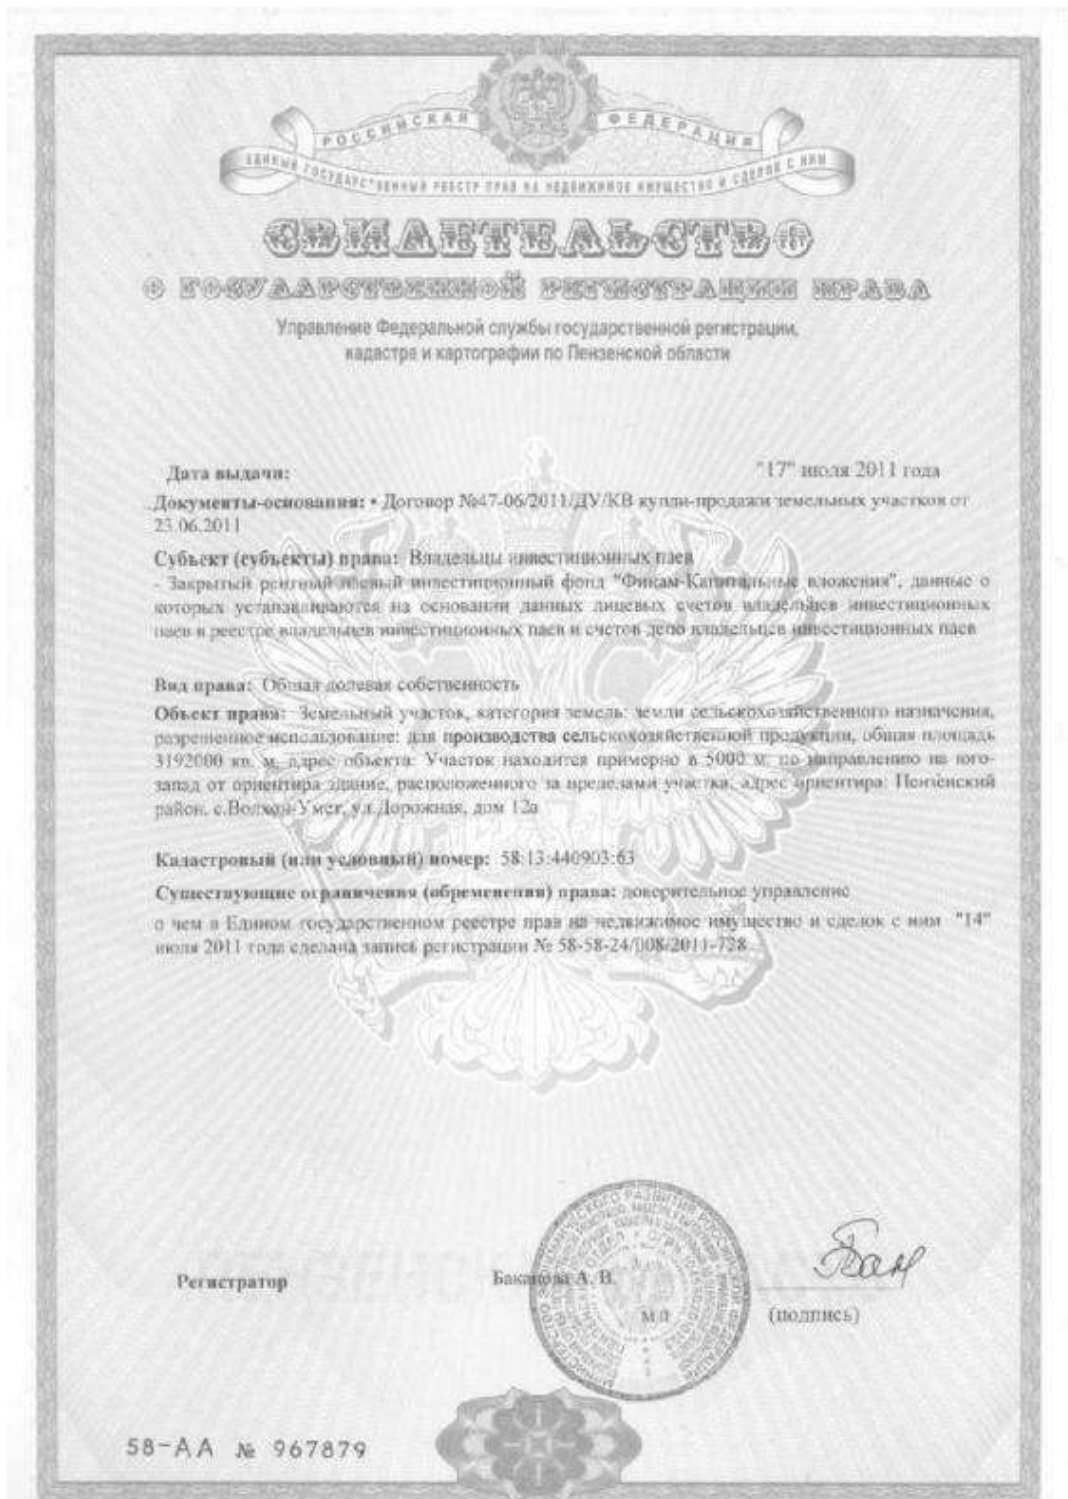 РОССИЙСКАЯ ФЕДЕРАЦИЯ
ЕДИНЫЙ ГОСУДАРСТВЕННЫЙ РЕЕСТР ПРАВ НА НЕДВИЖИМОЕ ИМУЩЕСТВО И СДЕЛОК С НИМ
СВИДЕТЕЛЬСТВО
О ГОСУДАРСТВЕННОЙ РЕГИСТРАЦИИ ПРАВА
Управление Федеральной службы государственной регистрации,
кадастра и картографии по Пензенской области
Дата выдачи: "17" июля 2011 года
Документы-основания: • Договор №47-06/2011/ДУ/КВ купли-продажи земельных участков от
23.06.2011
Субъект (субъекты) права: Владельцы инвестиционных паев
- Закрытый рентный паевый инвестиционный фонд "Финам-Капитальные вложения", данные о
которых устанавливаются на основании данных лицевых счетов владельцев инвестиционных
паев в реестре владельцев инвестиционных паев и счетов депо владельцев инвестиционных паев
Вид права: Общая долевая собственность
Объект права: Земельный участок, категория земель: земли сельскохозяйственного назначения,
разрешенное использование: для производства сельскохозяйственной продукции, общая площадь
3192000 кв. м, адрес объекта: Участок находится примерно в 5000 м, по направлению на юго-
запад от ориентира здание, расположенного за пределами участка, адрес ориентира: Пензенский
район, с.Волхон-Умет, ул.Дорожная, дом 12а
Кадастровый (или условный) номер: 58:13:440903:63
Существующие ограничения (обременения) права: доверительное управление
о чем в Едином государственном реестре прав на недвижимое имущество и сделок с ним "14"
июля 2011 года сделана запись регистрации № 58-58-24/008/2011-728
Регистратор Баканова А. В.
М.П. (подпись)
58-АА № 967879